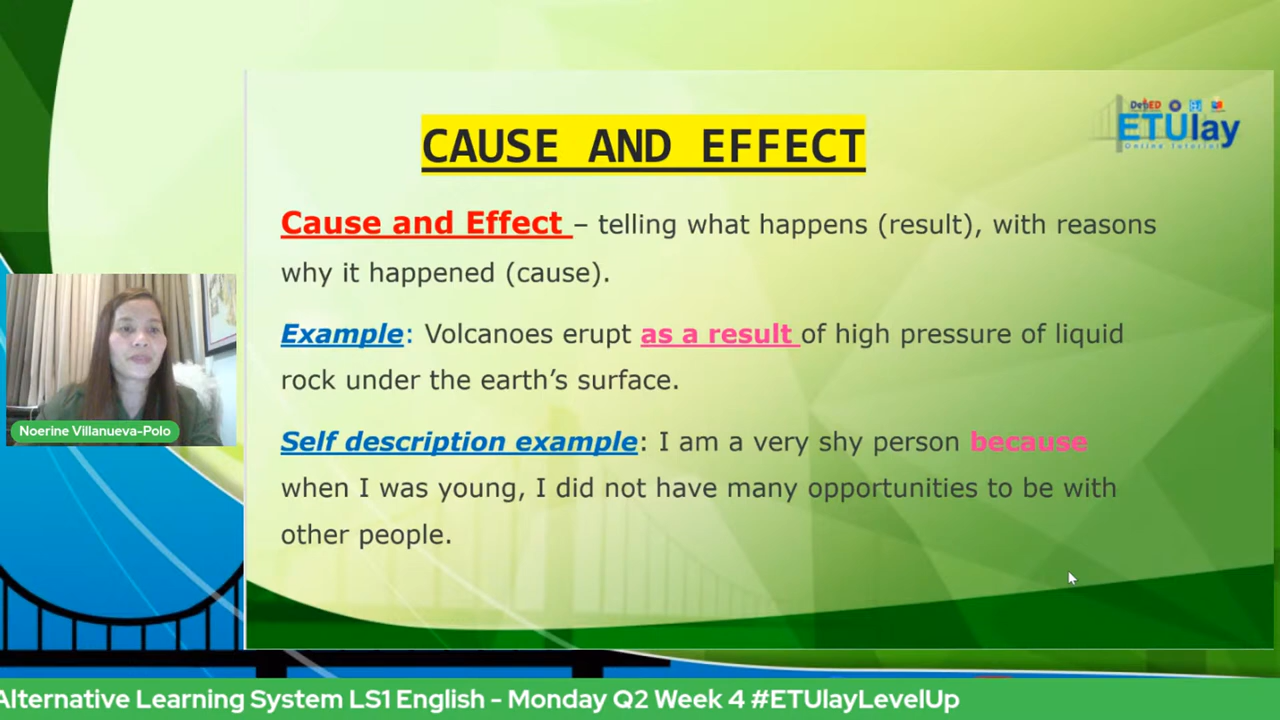 CAUSE AND EFFECT
DepED
ETUlay
Online Tutorial
Cause and Effect – telling what happens (result), with reasons
why it happened (cause).
Example: Volcanoes erupt as a result of high pressure of liquid
rock under the earth’s surface.
Self description example: I am a very shy person because
when I was young, I did not have many opportunities to be with
other people.
Noerine Villanueva-Polo
Alternative Learning System LS1 English - Monday Q2 Week 4 #ETUlayLevelUp